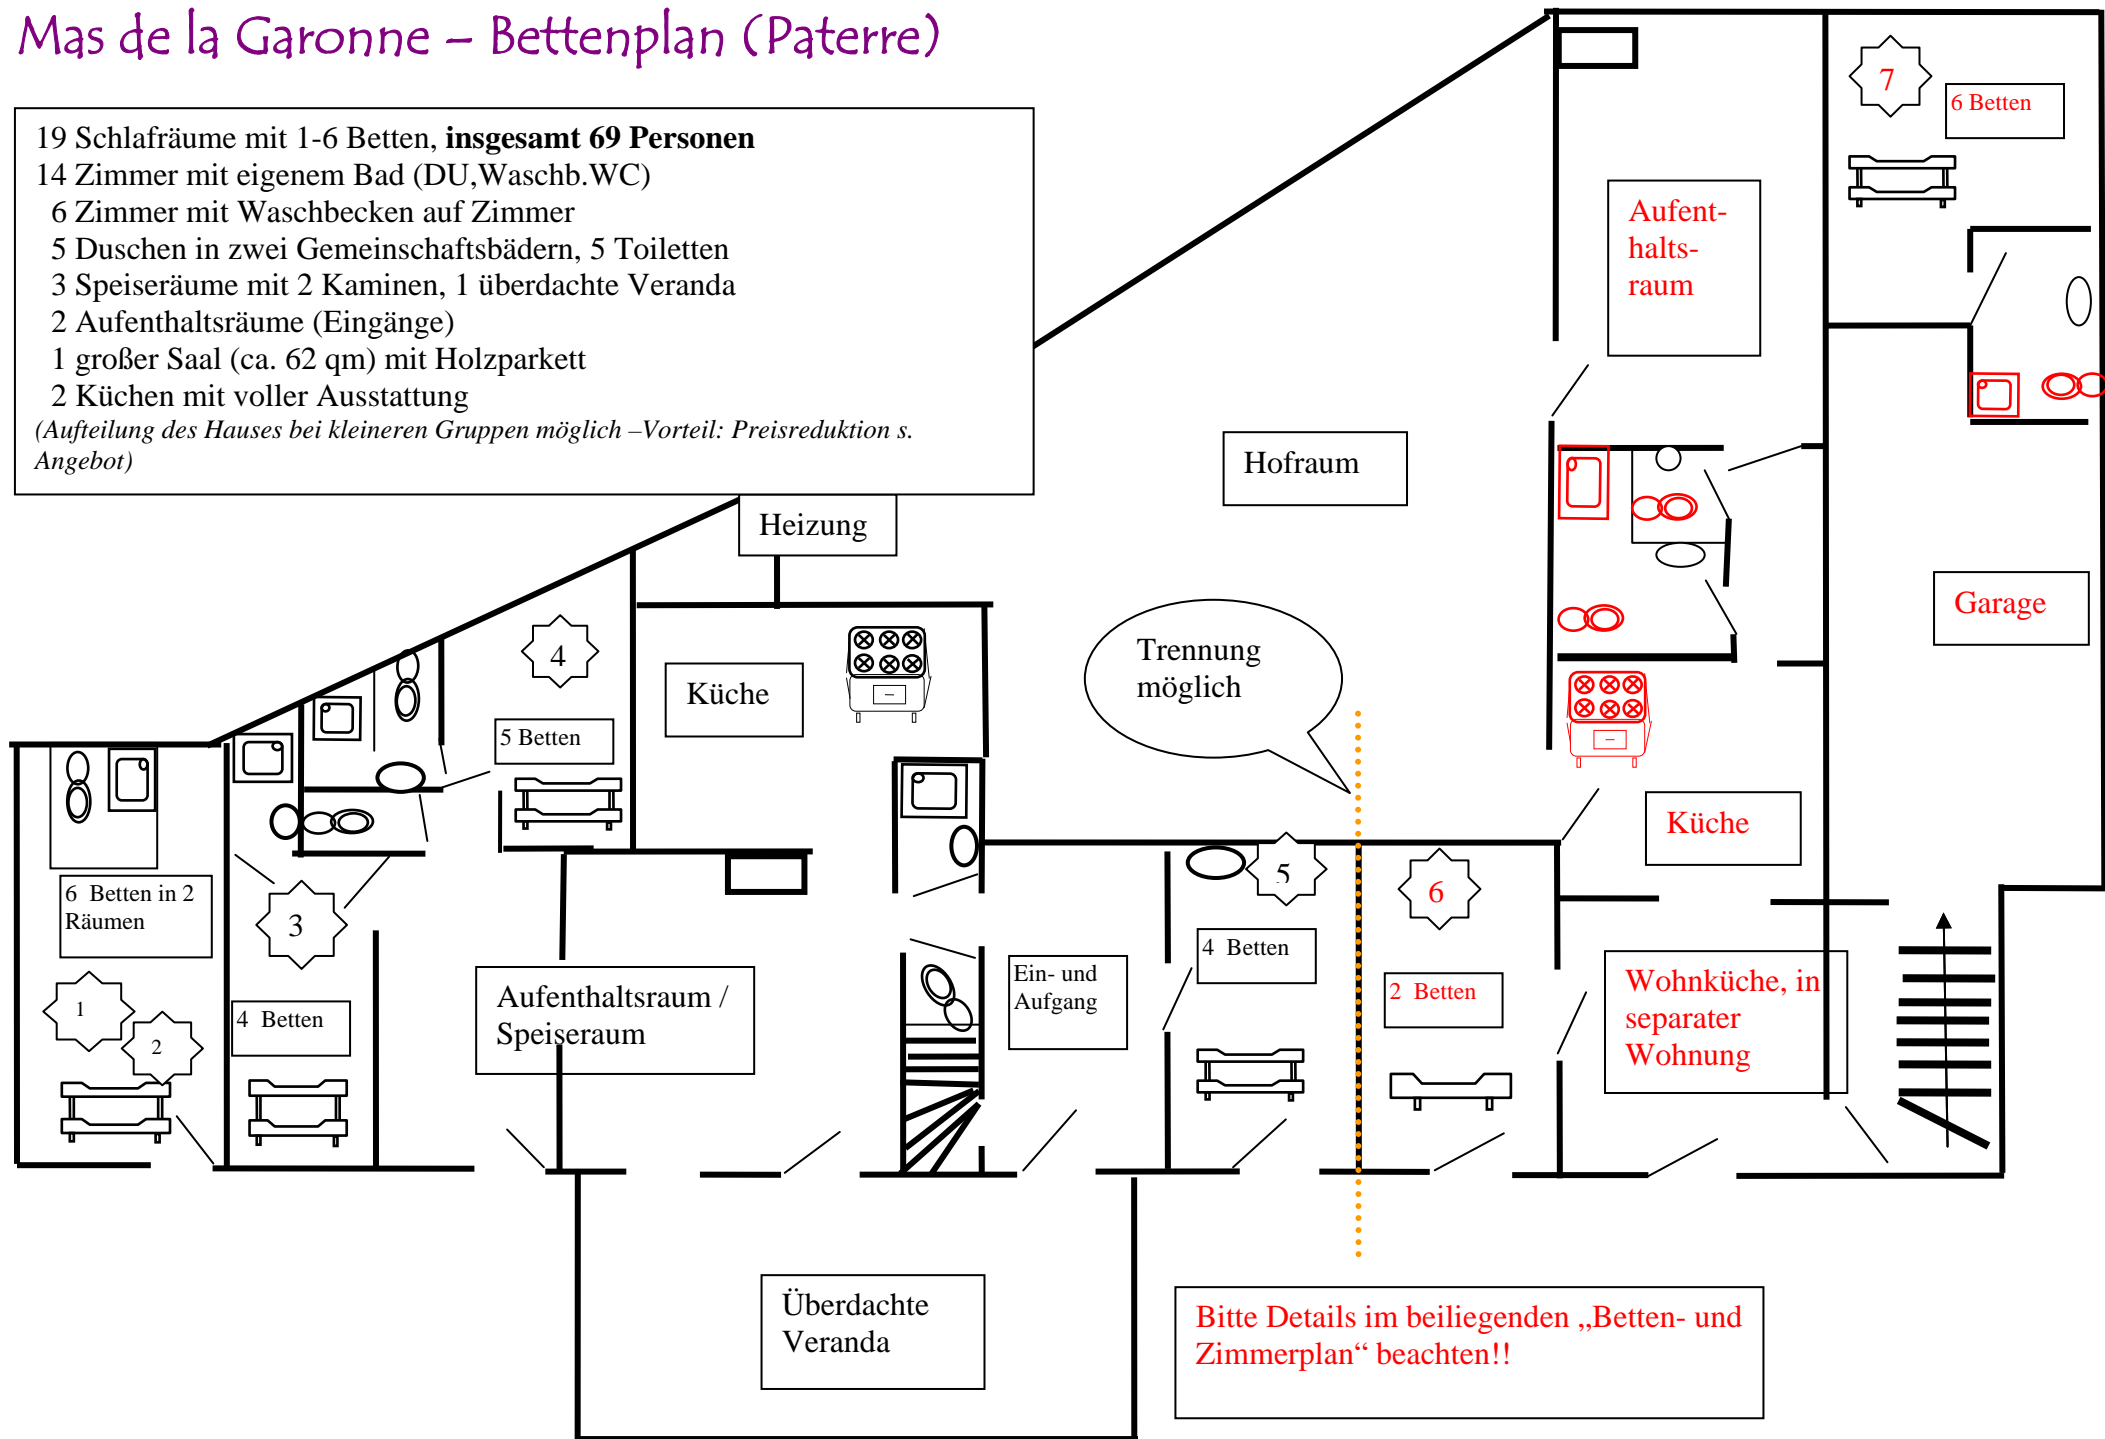 Mas de la Garonne – Bettenplan (Paterre)
19 Schlafräume mit 1-6 Betten, insgesamt 69 Personen
14 Zimmer mit eigenem Bad (DU,Waschb.WC)
6 Zimmer mit Waschbecken auf Zimmer
5 Duschen in zwei Gemeinschaftsbädern, 5 Toiletten
3 Speiseräume mit 2 Kaminen, 1 überdachte Veranda
2 Aufenthaltsräume (Eingänge)
1 großer Saal (ca. 62 qm) mit Holzparkett
2 Küchen mit voller Ausstattung
(Aufteilung des Hauses bei kleineren Gruppen möglich –Vorteil: Preisreduktion s.
Angebot)
7
6 Betten
Aufent-
halts-
raum
Hofraum
Heizung
Garage
4
Trennung
möglich
Küche
5 Betten
Küche
5
6
6 Betten in 2
Räumen
3
4 Betten
Ein- und
Aufgang
2 Betten
Wohnküche, in
separater
Wohnung
Aufenthaltsraum /
Speiseraum
1
2
4 Betten
Überdachte
Veranda
Bitte Details im beiliegenden „Betten- und
Zimmerplan“ beachten!!